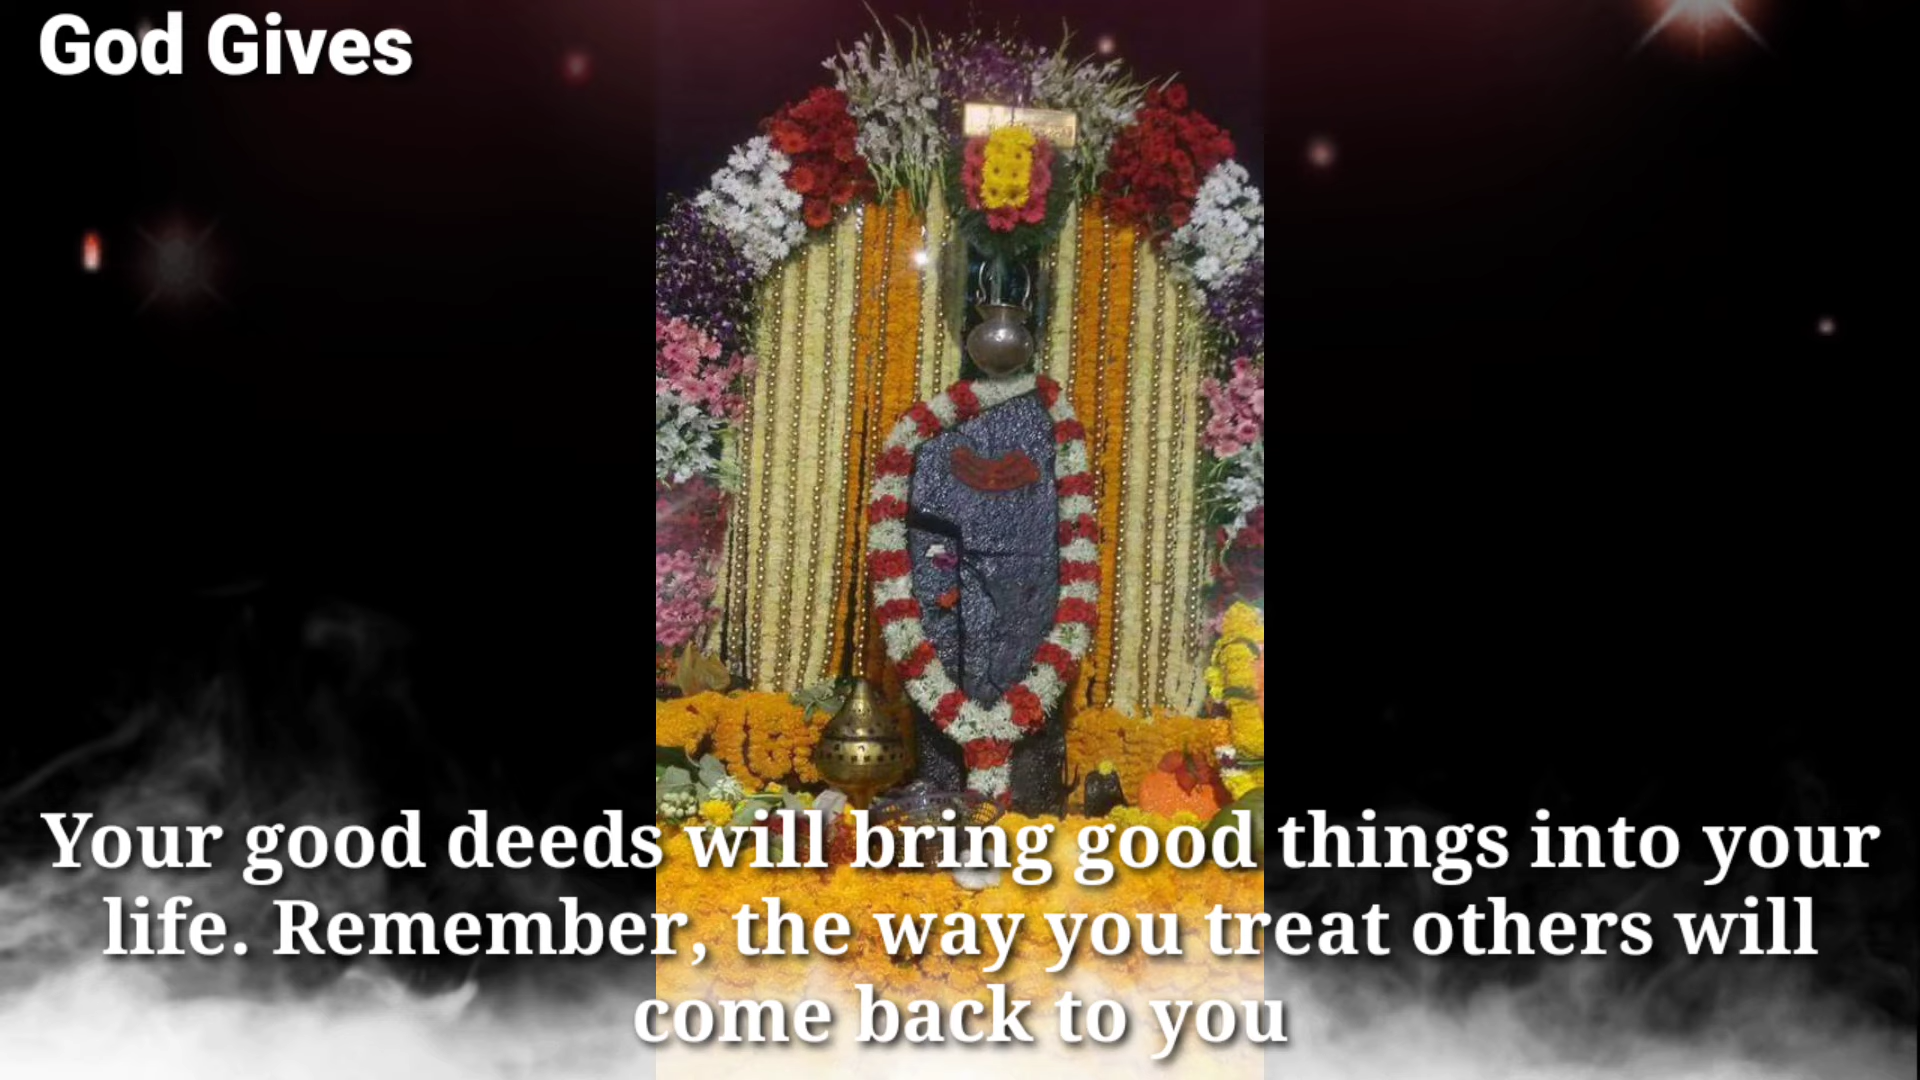 God Gives
Your good deeds will bring good things into your
life. Remember, the way you treat others will
come back to you